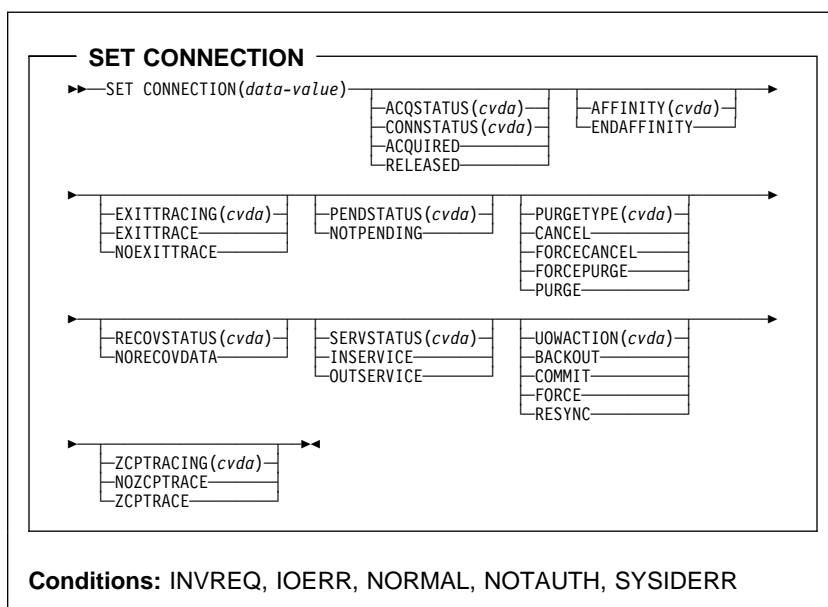 SET CONNECTION
SET CONNECTION(data-value)
ACQSTATUS(cvda)
CONNSTATUS(cvda)
ACQUIRED
RELEASED
AFFINITY(cvda)
ENDAFFINITY
EXITTRACING(cvda)
EXITTRACE
NOEXITTRACE
PENDSTATUS(cvda)
NOTPENDING
PURGETYPE(cvda)
CANCEL
FORCECANCEL
FORCEPURGE
PURGE
RECOVSTATUS(cvda)
NORECOVDATA
SERVSTATUS(cvda)
INSERVICE
OUTSERVICE
UOWACTION(cvda)
BACKOUT
COMMIT
FORCE
RESYNC
ZCPTRACING(cvda)
NOZCPTRACE
ZCPTRACE
Conditions: INVREQ, IOERR, NORMAL, NOTAUTH, SYSIDERR